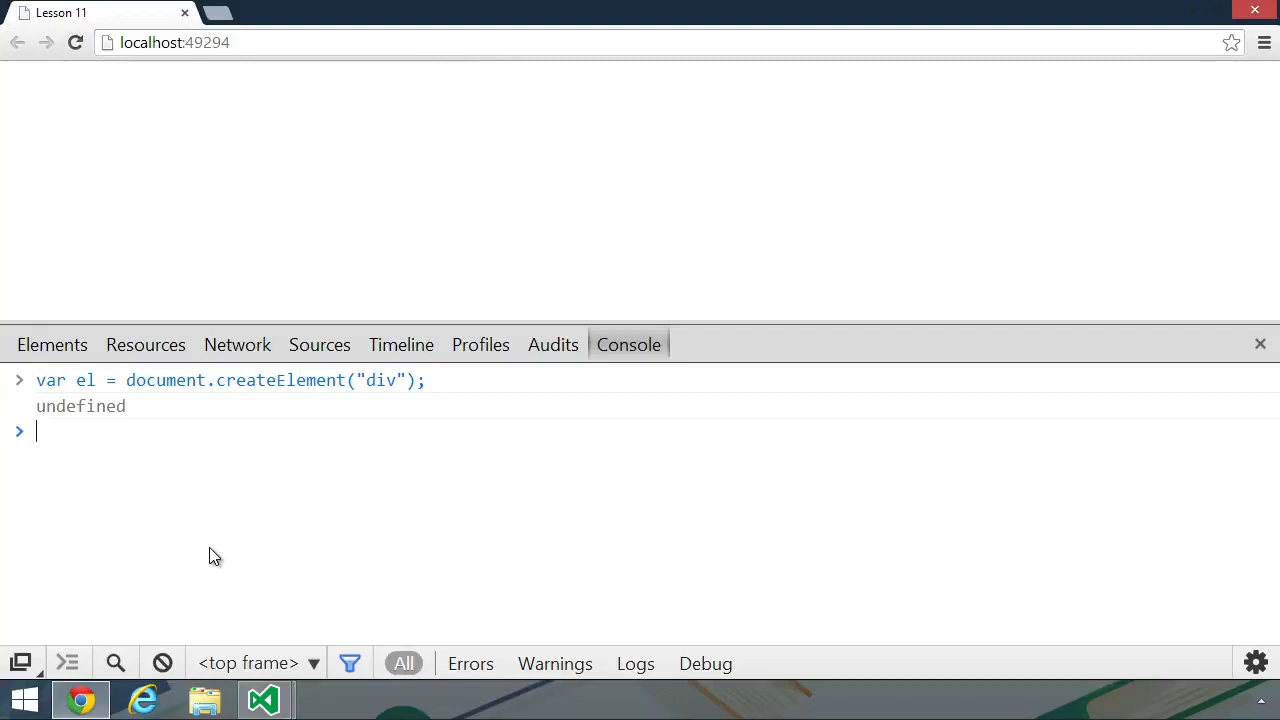 Lesson 11
localhost:49294
Elements Resources Network Sources Timeline Profiles Audits Console
var el = document.createElement("div");
undefined
<top frame> All Errors Warnings Logs Debug